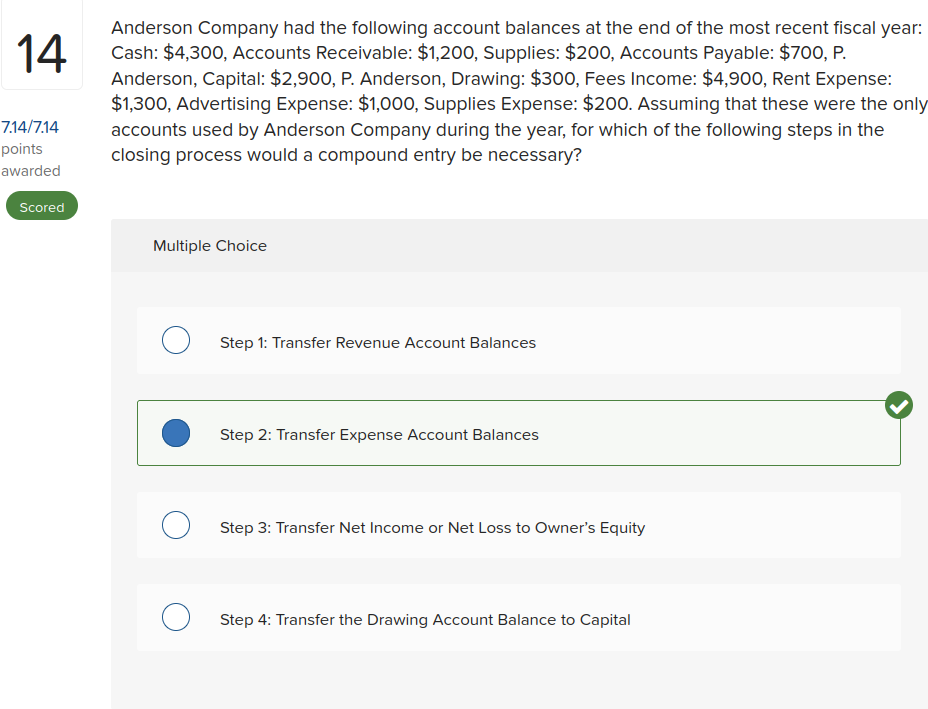 14
7.14/7.14
points
awarded
Scored
Anderson Company had the following account balances at the end of the most recent fiscal year:
Cash: $4,300, Accounts Receivable: $1,200, Supplies: $200, Accounts Payable: $700, P.
Anderson, Capital: $2,900, P. Anderson, Drawing: $300, Fees Income: $4,900, Rent Expense:
$1,300, Advertising Expense: $1,000, Supplies Expense: $200. Assuming that these were the only
accounts used by Anderson Company during the year, for which of the following steps in the
closing process would a compound entry be necessary?
Multiple Choice
Step 1: Transfer Revenue Account Balances
Step 2: Transfer Expense Account Balances
Step 3: Transfer Net Income or Net Loss to Owner’s Equity
Step 4: Transfer the Drawing Account Balance to Capital